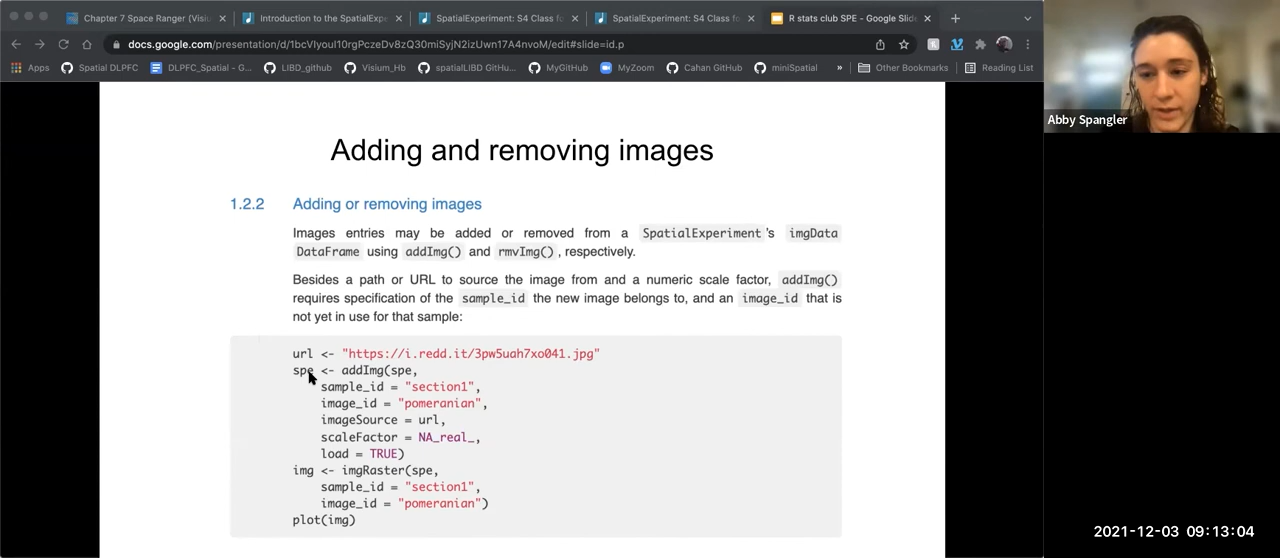 Chapter 7 Space Ranger (Visiu
Introduction to the SpatialExpe
SpatialExperiment: S4 Class for
SpatialExperiment: S4 Class for
R stats club SPE - Google Slide
docs.google.com/presentation/d/1bcVIyouI10rgPczeDv8zQ30miSyjN2izUwn17A4nvoM/edit#slide=id.p
Apps
Spatial DLPFC
DLPFC_Spatial - G...
LIBD_github
Visium_Hb
spatialLIBD GitHu...
MyGitHub
MyZoom
Cahan GitHub
miniSpatial
»
Other Bookmarks
Reading List
Abby Spangler
Adding and removing images
1.2.2 Adding or removing images
Images entries may be added or removed from a SpatialExperiment's imgData
DataFrame using addImg() and rmvImg(), respectively.
Besides a path or URL to source the image from and a numeric scale factor, addImg()
requires specification of the sample_id the new image belongs to, and an image_id that is
not yet in use for that sample:
url <- "https://i.redd.it/3pw5uah7xo041.jpg"
spe <- addImg(spe,
sample_id = "section1",
image_id = "pomeranian",
imageSource = url,
scaleFactor = NA_real_,
load = TRUE)
img <- imgRaster(spe,
sample_id = "section1",
image_id = "pomeranian")
plot(img)
2021-12-03 09:13:04